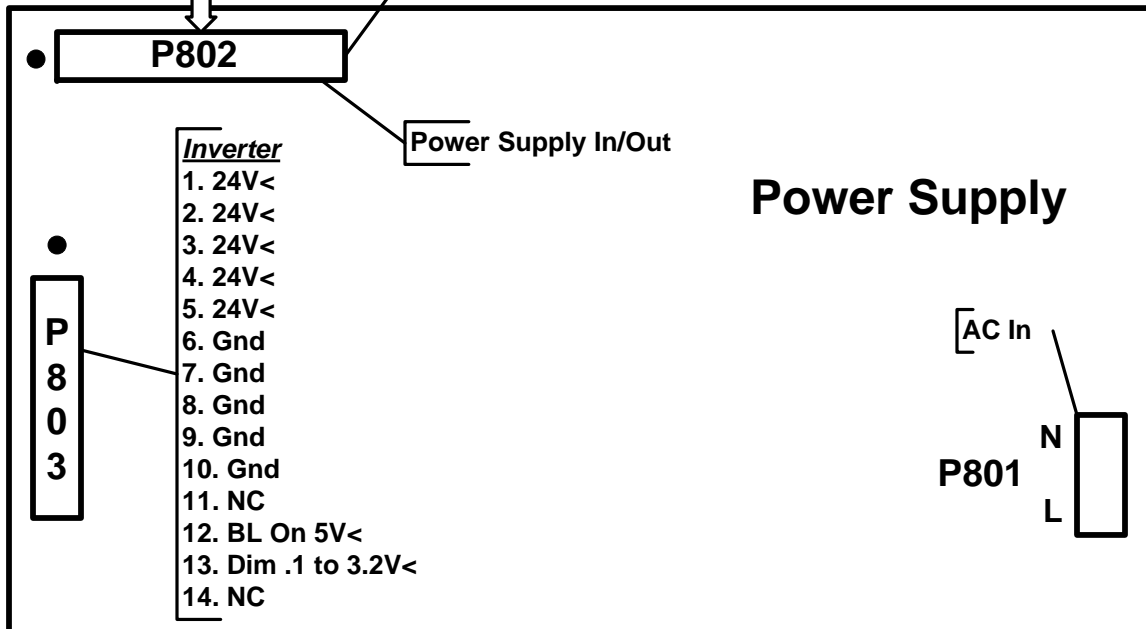 P802
Power Supply In/Out
Inverter
1. 24V<
2. 24V<
3. 24V<
4. 24V<
5. 24V<
6. Gnd
7. Gnd
8. Gnd
9. Gnd
10. Gnd
11. NC
12. BL On 5V<
13. Dim .1 to 3.2V<
14. NC
P
8
0
3
Power Supply
AC In
N
P801
L